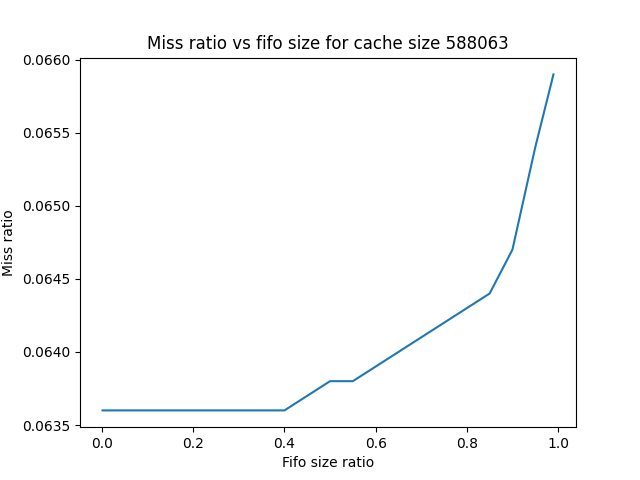 Miss ratio vs fifo size for cache size 588063
0.0660
0.0655
0.0650
0.0645
0.0640
0.0635
Miss ratio
0.0 0.2 0.4 0.6 0.8 1.0
Fifo size ratio